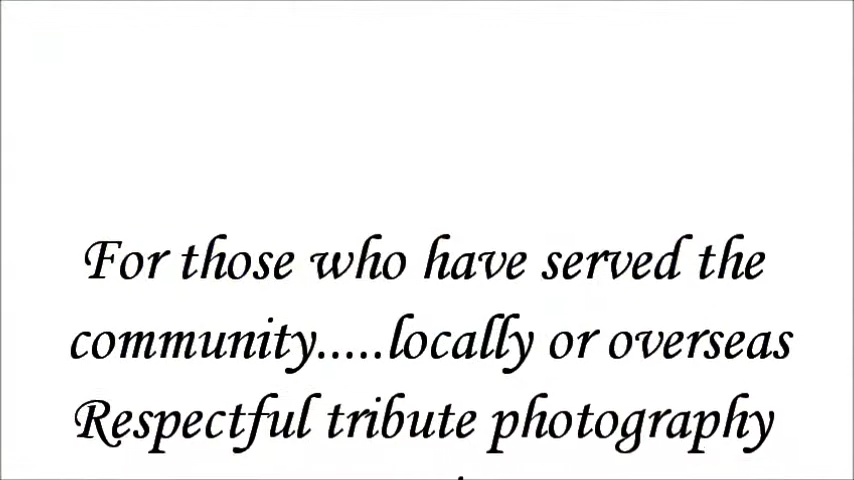 For those who have served the
community.....locally or overseas
Respectful tribute photography